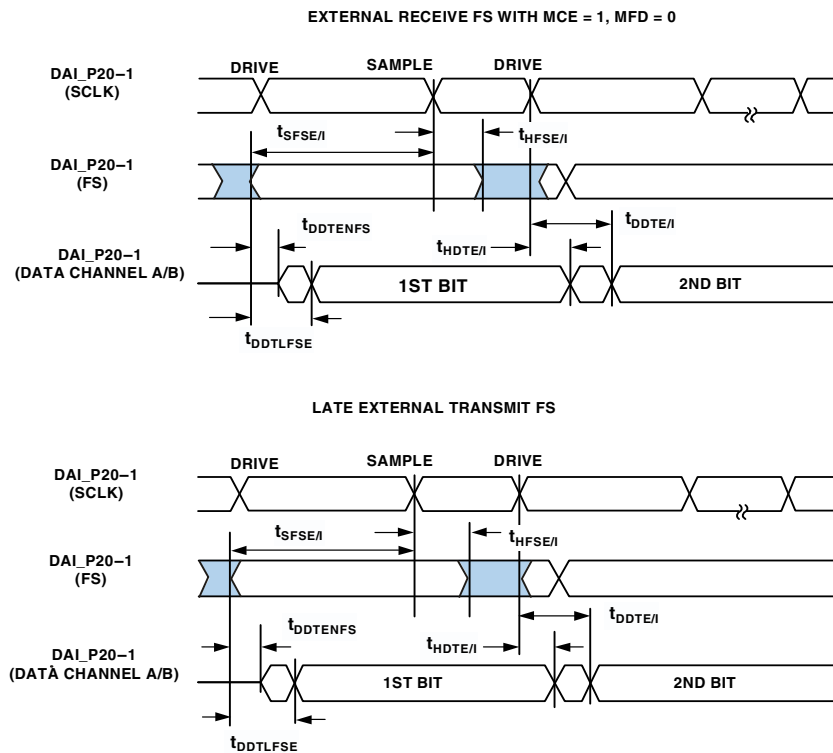 EXTERNAL RECEIVE FS WITH MCE = 1, MFD = 0
DAI_P20–1
(SCLK)
DRIVE
SAMPLE
DRIVE
tSFSE/I
tHFSE/I
DAI_P20–1
(FS)
tDDTENFS
tHDTE/I
tDDTE/I
DAI_P20–1
(DATA CHANNEL A/B)
1ST BIT
2ND BIT
tDDTLFSE
LATE EXTERNAL TRANSMIT FS
DAI_P20–1
(SCLK)
DRIVE
SAMPLE
DRIVE
tSFSE/I
tHFSE/I
DAI_P20–1
(FS)
tDDTENFS
tHDTE/I
tDDTE/I
DAI_P20–1
(DATA CHANNEL A/B)
1ST BIT
2ND BIT
tDDTLFSE